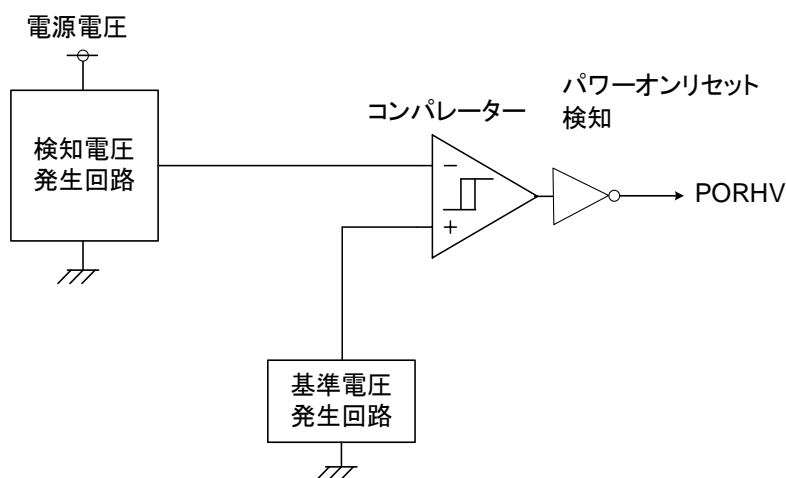 電源電圧
検知電圧
発生回路
コンパレーター
パワーオンリセット
検知
−
+
PORHV
基準電圧
発生回路